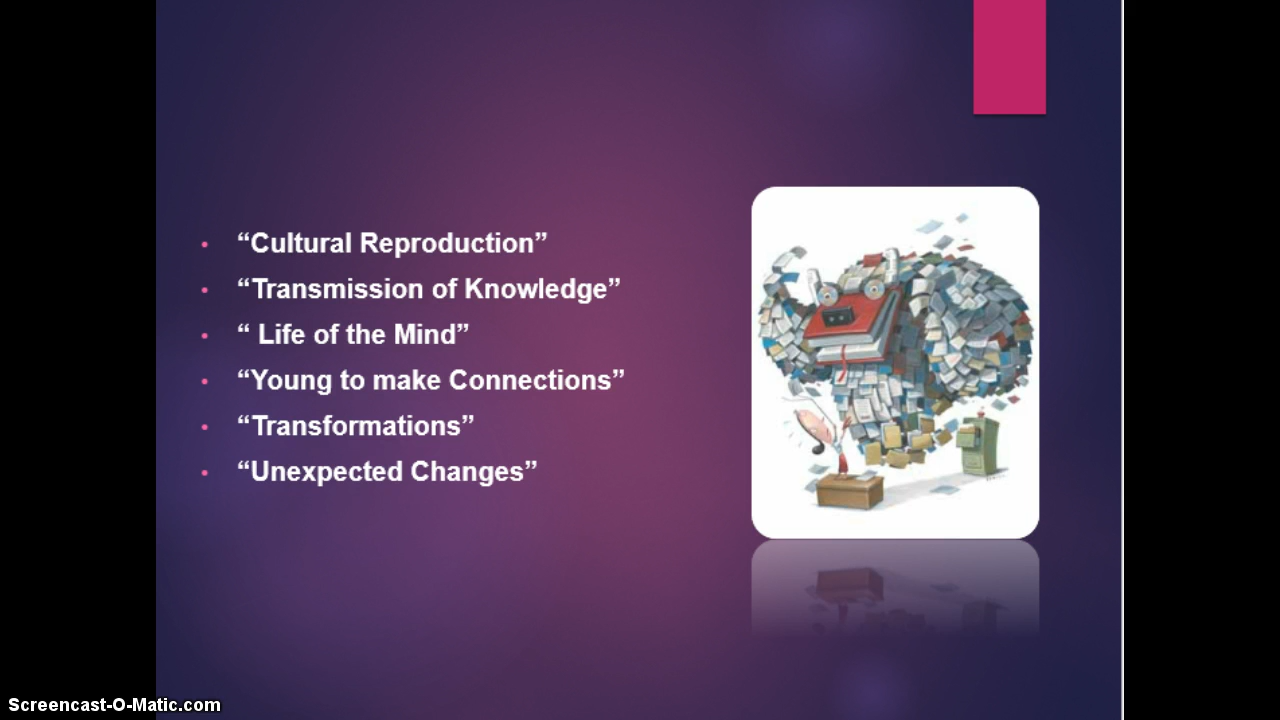 “Cultural Reproduction”
“Transmission of Knowledge”
“ Life of the Mind”
“Young to make Connections”
“Transformations”
“Unexpected Changes”
Screencast-O-Matic.com